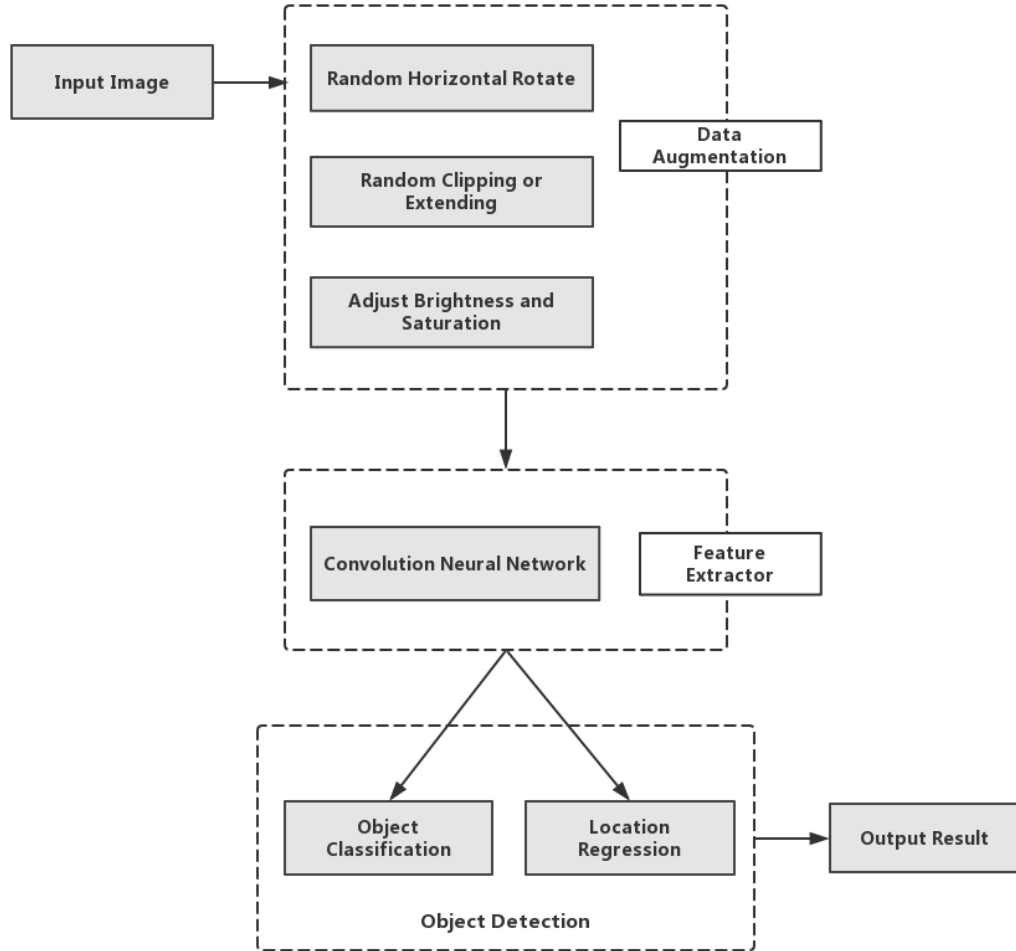 Input Image
Random Horizontal Rotate
Data
Augmentation
Random Clipping or
Extending
Adjust Brightness and
Saturation
Convolution Neural Network
Feature
Extractor
Object
Classification
Location
Regression
Output Result
Object Detection